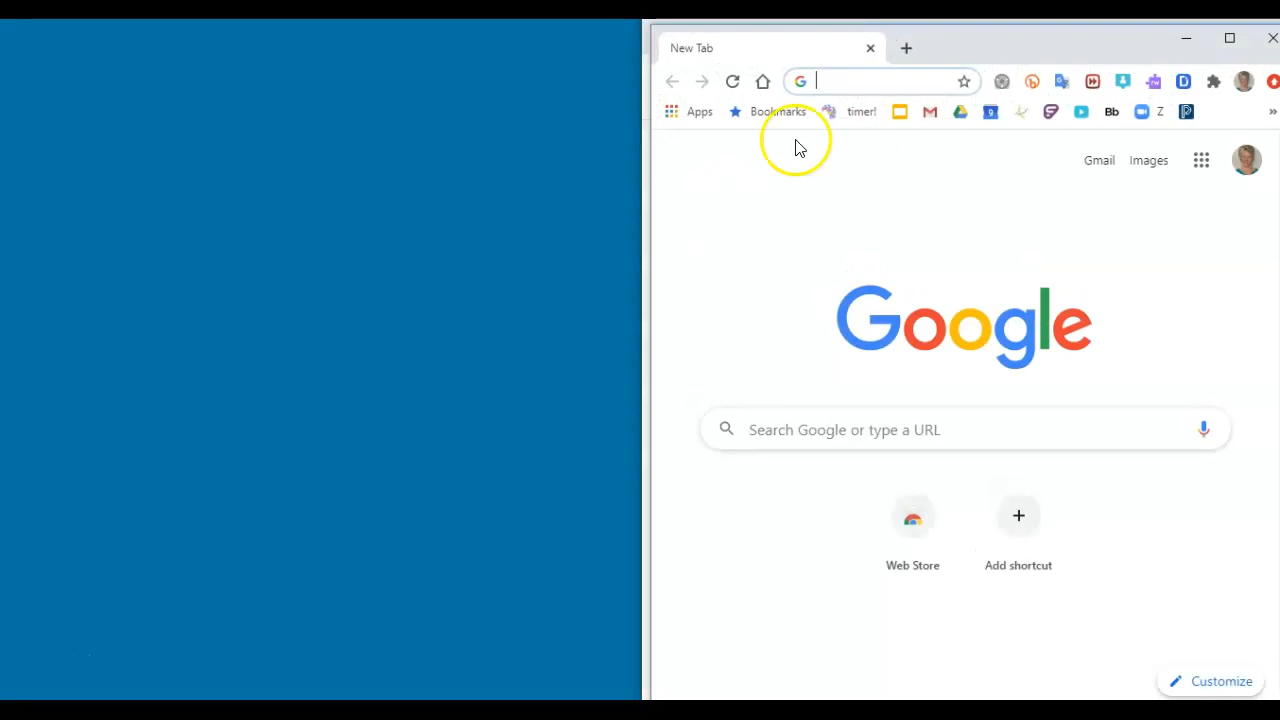 New Tab
Apps Bookmarks timer! 9 Bb Z P
Gmail Images
Google
Search Google or type a URL
Web Store Add shortcut
Customize